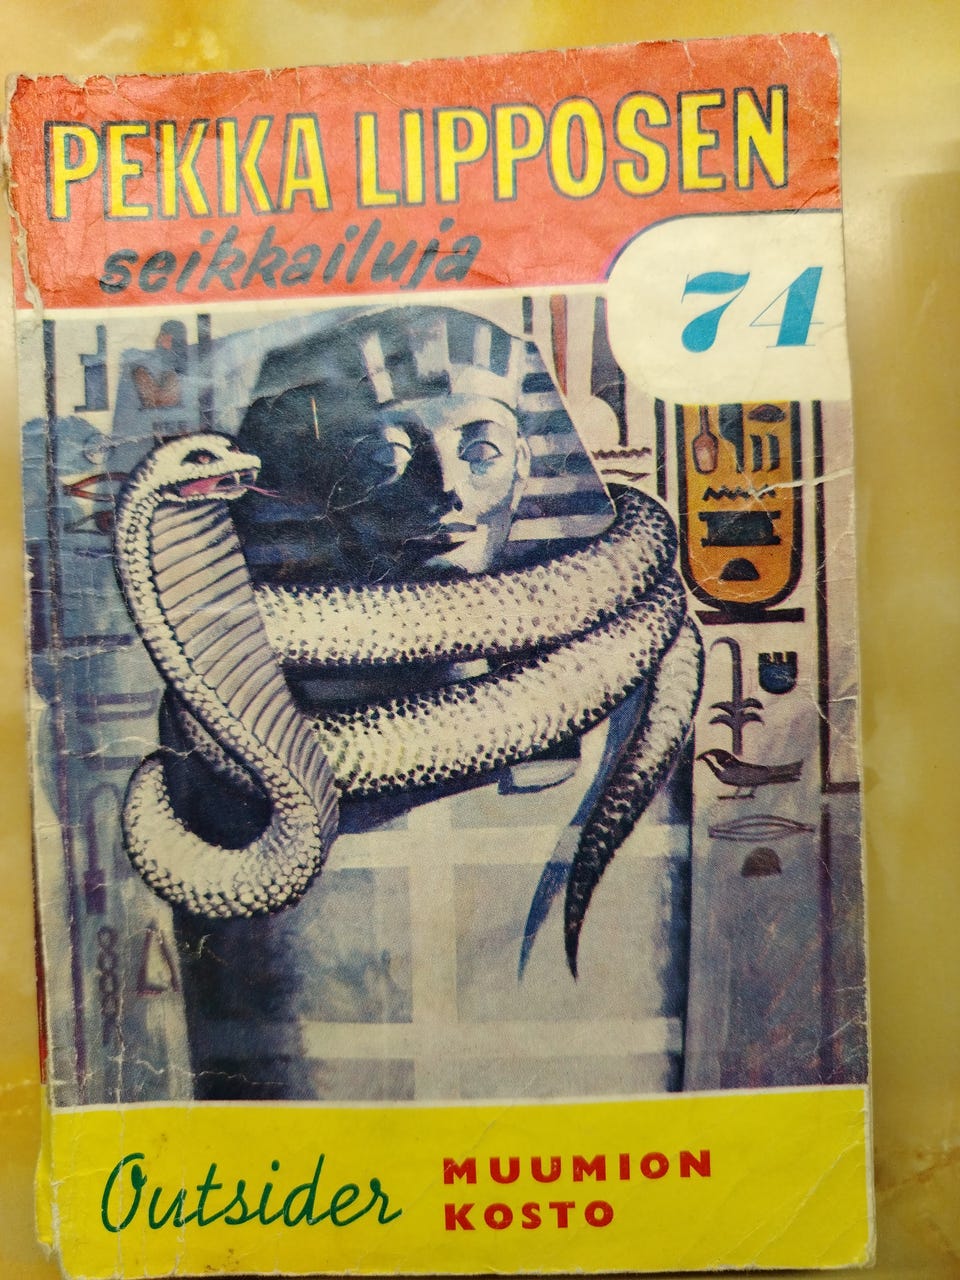 PEKKA LIPPOSEN
seikkailuja
74
Outsider
MUUMION
KOSTO